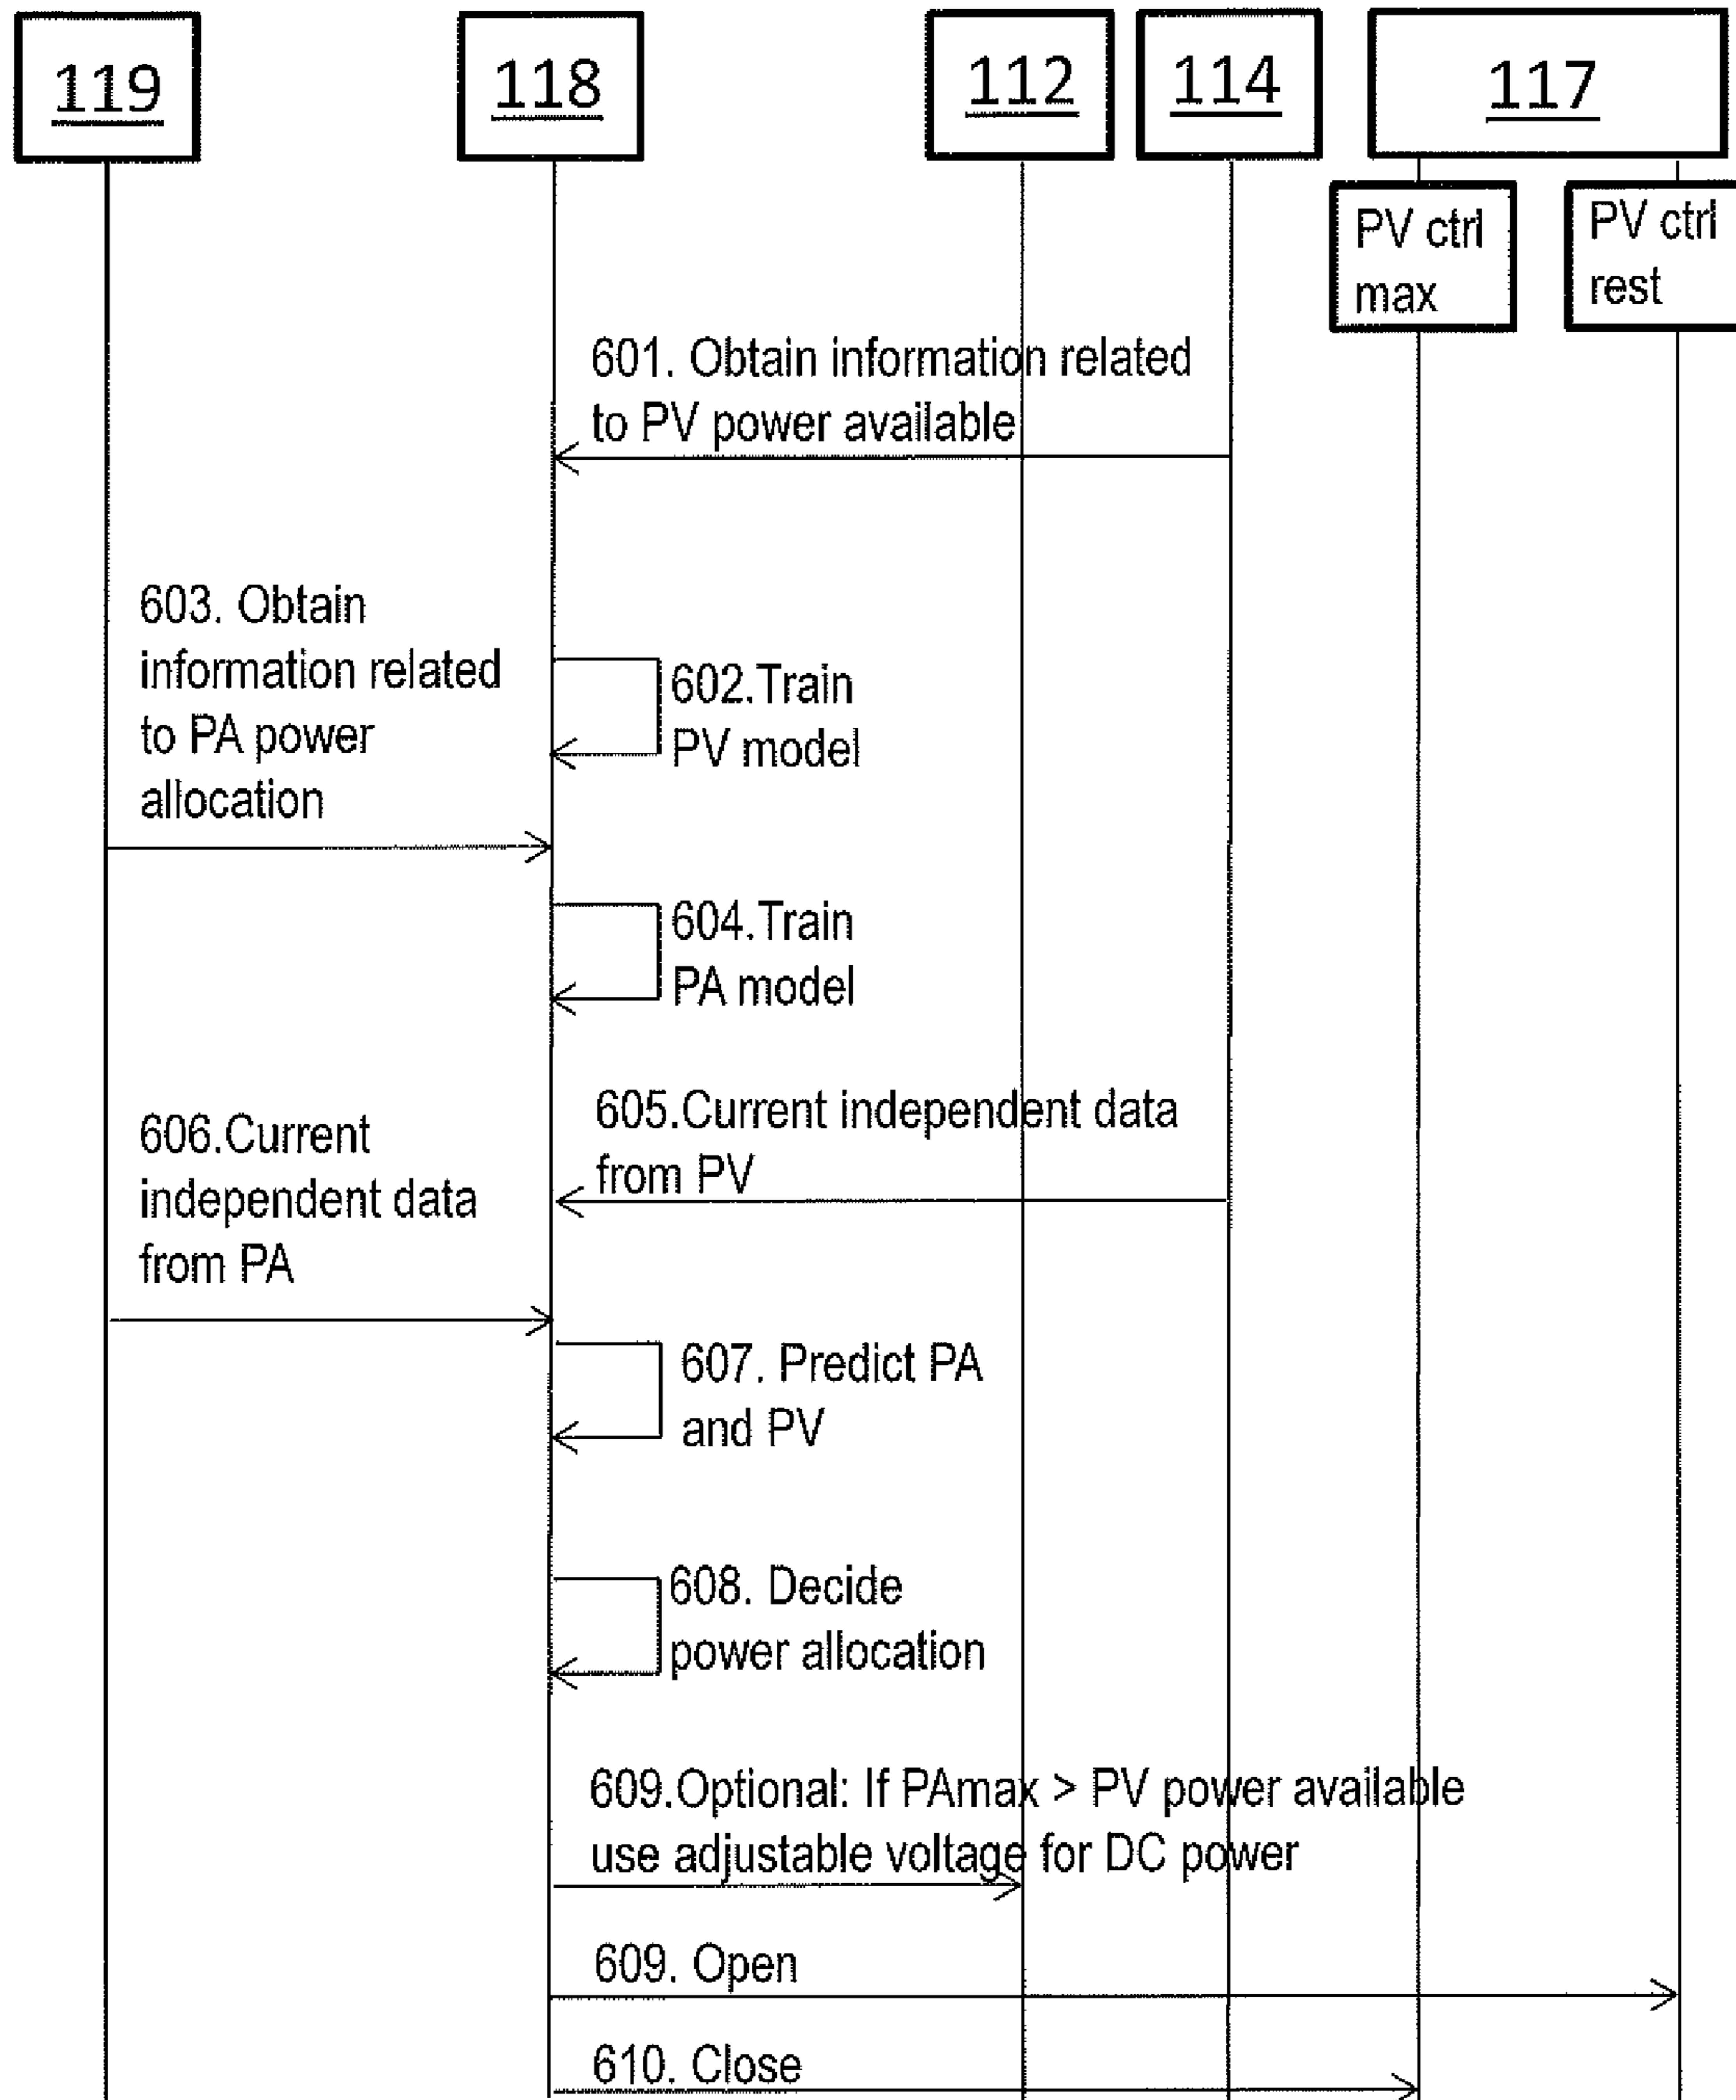 119
118
112
114
117
PV ctrl
max
PV ctrl
rest
601. Obtain information related
to PV power available
603. Obtain
information related
to PA power
allocation
602.Train
PV model
604.Train
PA model
605.Current independent data
from PV
606.Current
independent data
from PA
607. Predict PA
and PV
608. Decide
power allocation
609.Optional: If PAmax > PV power available
use adjustable voltage for DC power
609. Open
610. Close